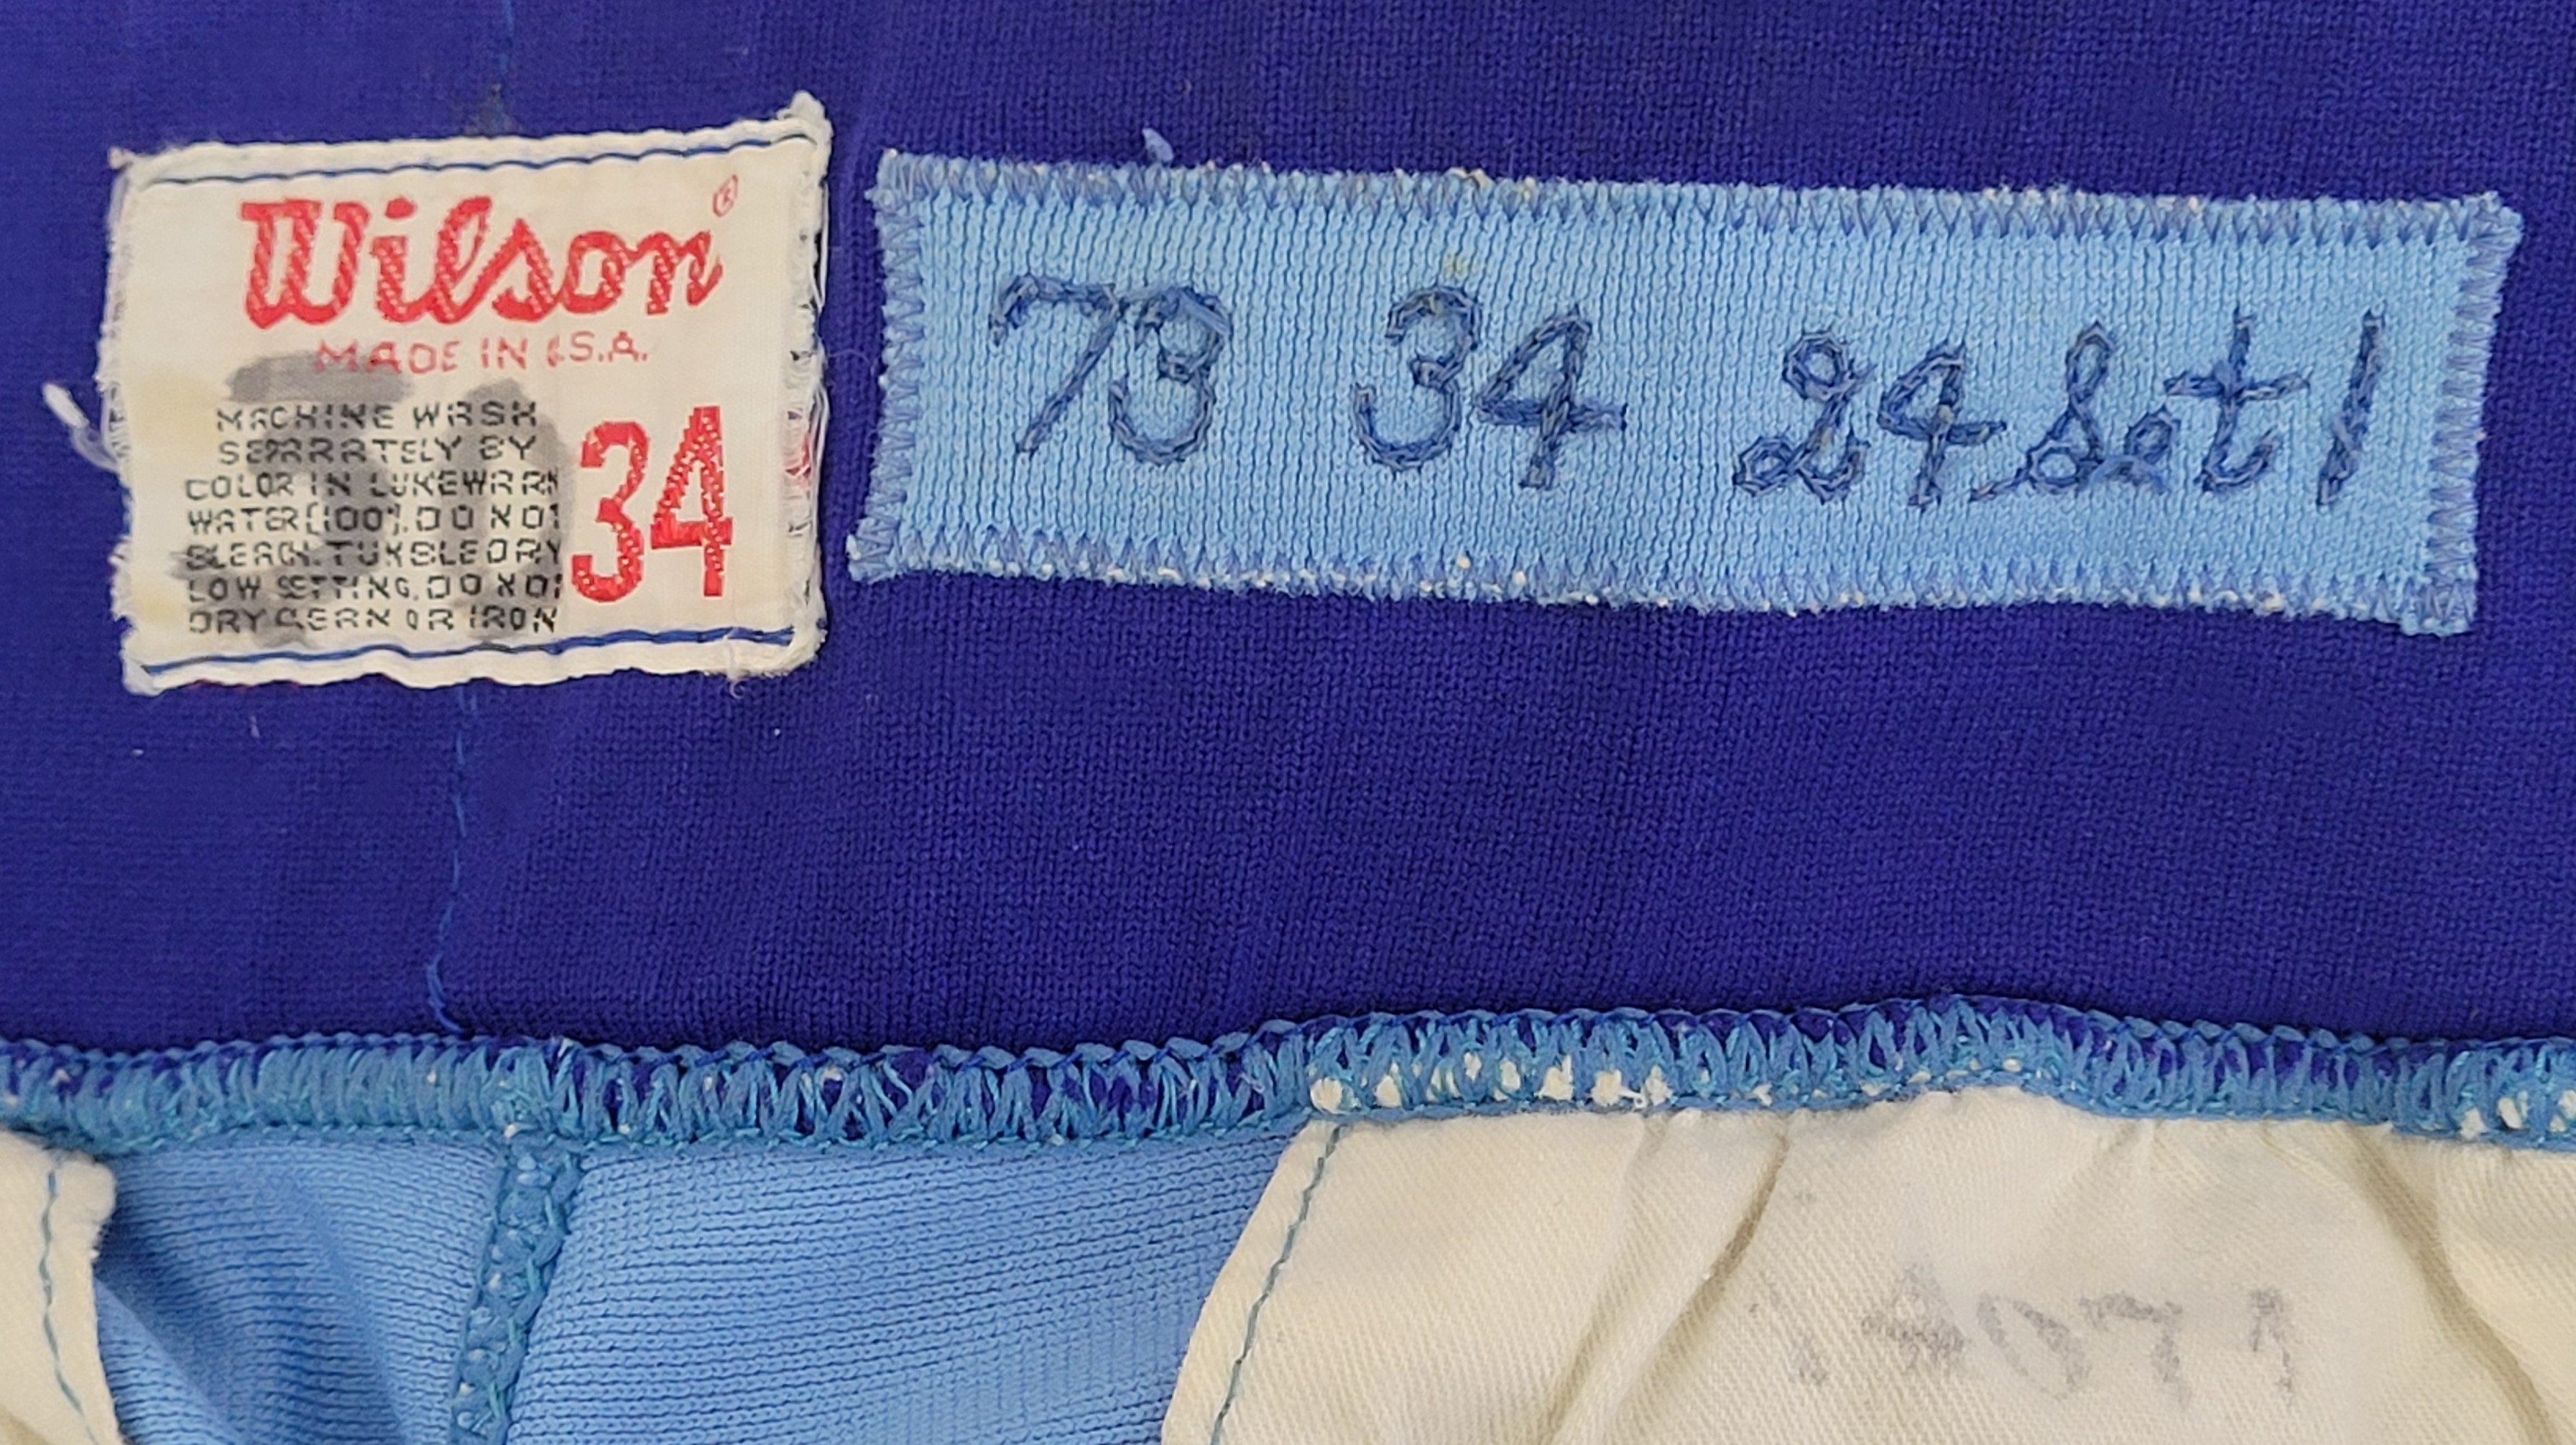 Wilson®
MADE IN U.S.A.
MACHINE WASH
SEPARATELY BY
COLOR IN LUKEWARM
WATER(100°). DO NOT
BLEACH. TUMBLE DRY
LOW SETTING. DO NOT
DRY CLEAN OR IRON
34
73 34 24 Set 1